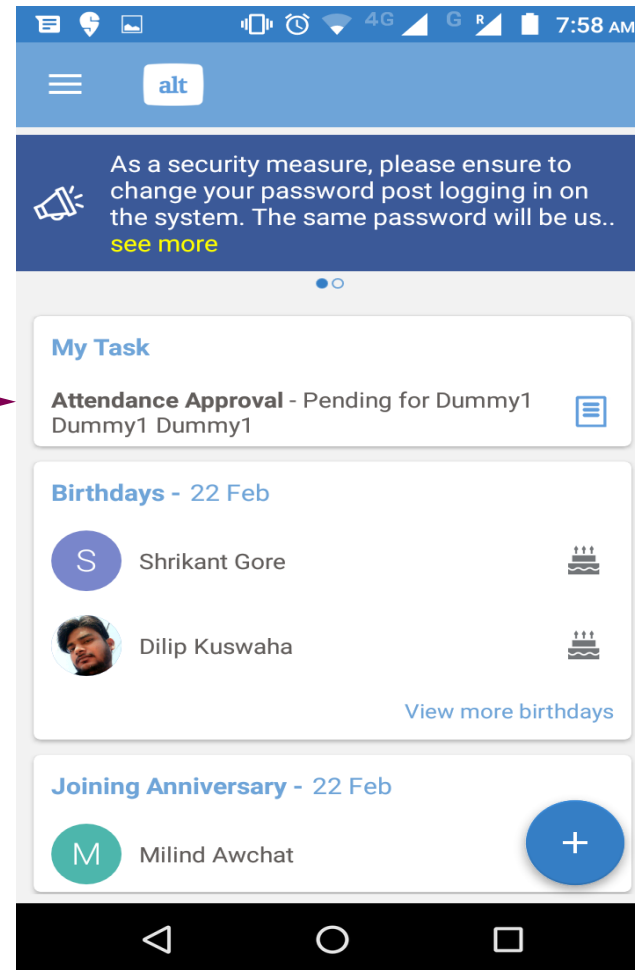 4G G R 7:58 AM
alt
As a security measure, please ensure to
change your password post logging in on
the system. The same password will be us..
see more
My Task
Attendance Approval - Pending for Dummy1
Dummy1 Dummy1
Birthdays - 22 Feb
S Shrikant Gore
Dilip Kuswaha
View more birthdays
Joining Anniversary - 22 Feb
M Milind Awchat
+